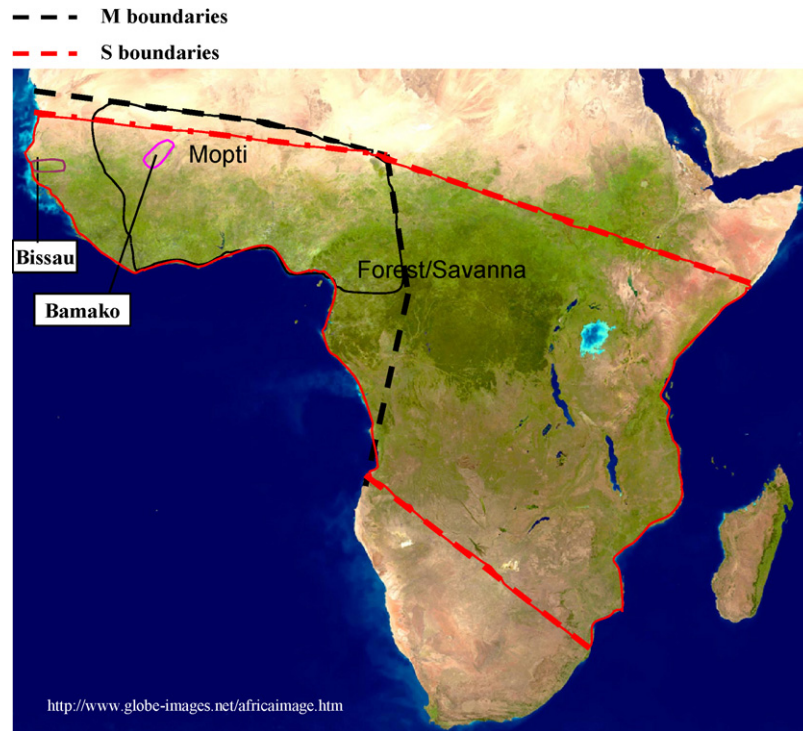 M boundaries
S boundaries
Mopti
Bissau
Forest/Savanna
Bamako
http://www.globe-images.net/africaimage.htm